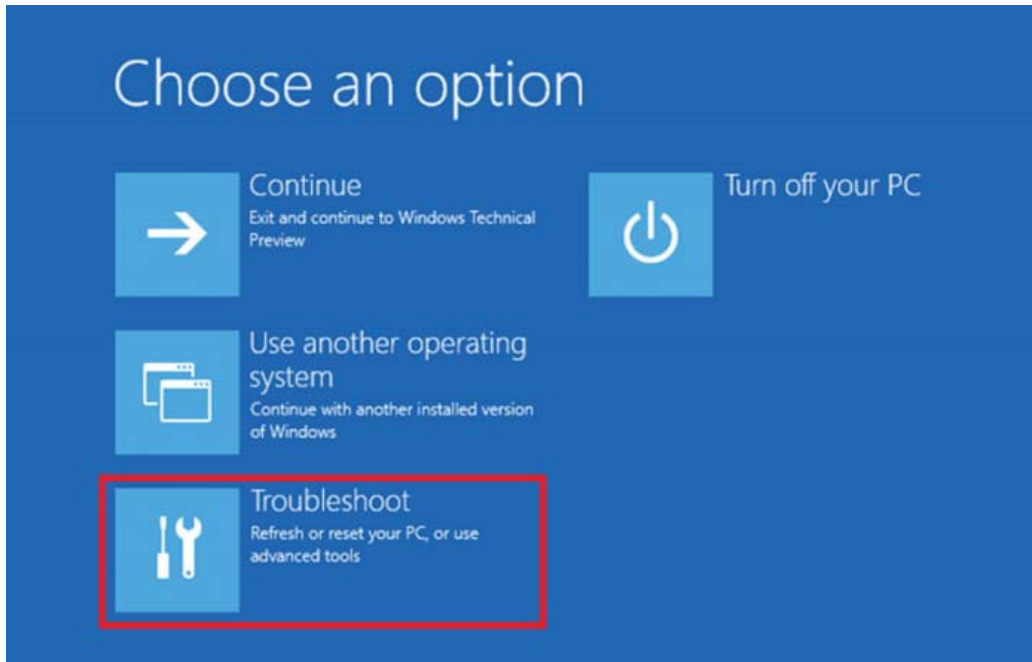 Choose an option
Continue
Exit and continue to Windows Technical
Preview
Turn off your PC
Use another operating
system
Continue with another installed version
of Windows
Troubleshoot
Refresh or reset your PC, or use
advanced tools